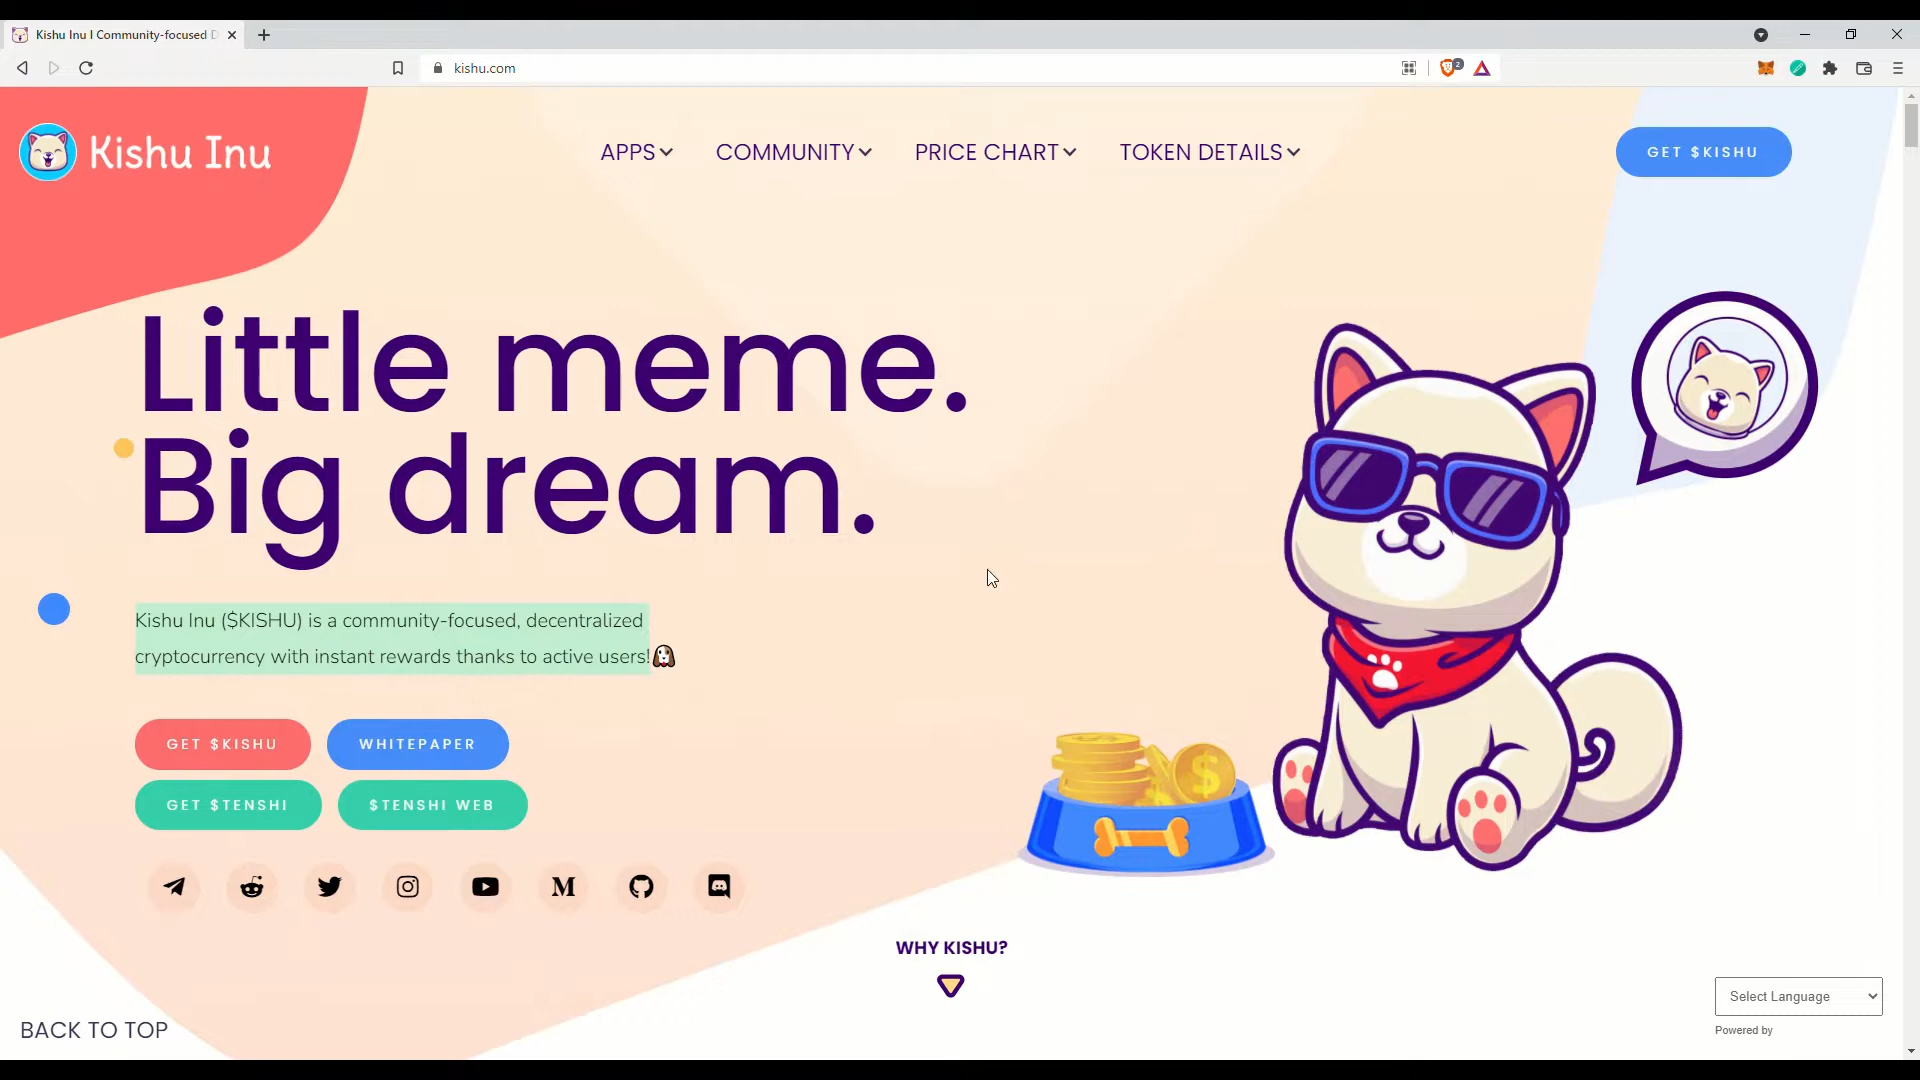 Kishu Inu I Community-focused D
kishu.com
2
Kishu Inu
APPS
COMMUNITY
PRICE CHART
TOKEN DETAILS
GET $KISHU
Little meme.
Big dream.
Kishu Inu ($KISHU) is a community-focused, decentralized
cryptocurrency with instant rewards thanks to active users!
GET $KISHU
WHITEPAPER
GET $TENSHI
$TENSHI WEB
WHY KISHU?
Select Language
Powered by
BACK TO TOP